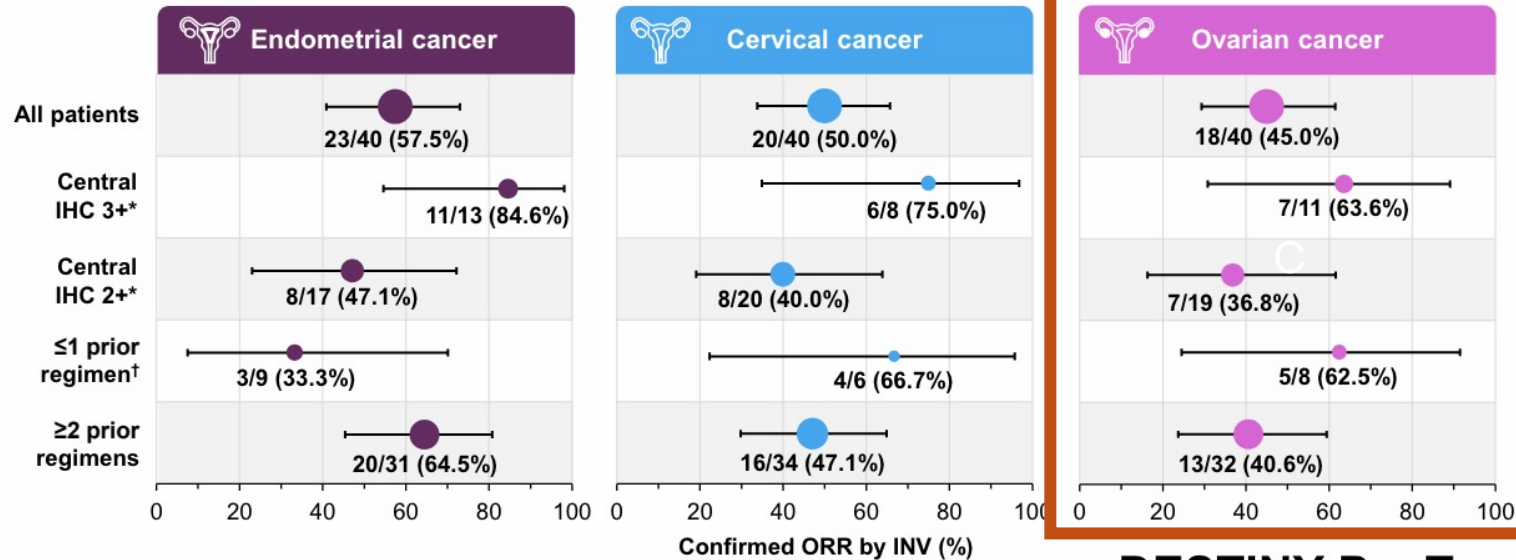 Endometrial cancer
Cervical cancer
Ovarian cancer
All patients
23/40 (57.5%)
20/40 (50.0%)
18/40 (45.0%)
Central
IHC 3+*
11/13 (84.6%)
6/8 (75.0%)
7/11 (63.6%)
C
Central
IHC 2+*
8/17 (47.1%)
8/20 (40.0%)
7/19 (36.8%)
≤1 prior
regimen†
3/9 (33.3%)
4/6 (66.7%)
5/8 (62.5%)
≥2 prior
regimens
20/31 (64.5%)
16/34 (47.1%)
13/32 (40.6%)
0 20 40 60 80 100
0 20 40 60 80 100
0 20 40 60 80 100
Confirmed ORR by INV (%)